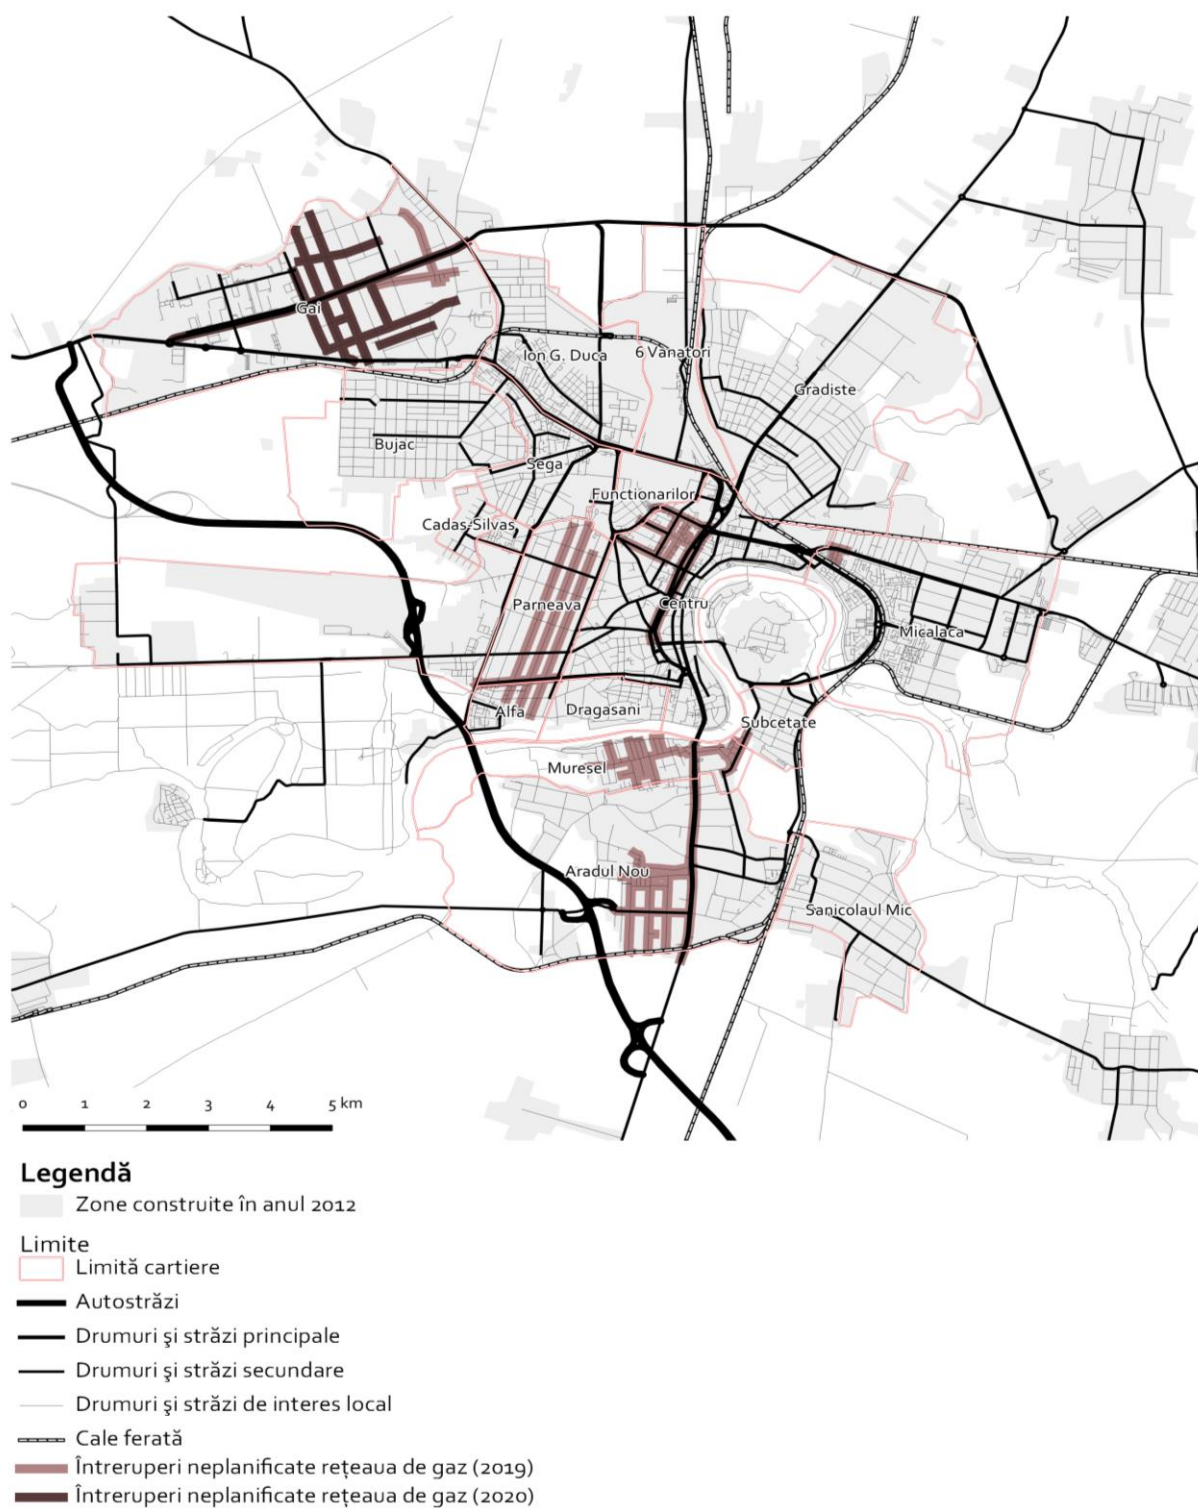 Gai
Ion G. Duca
6 Vanatori
Gradiste
Bujac
Sega
Functionarilor
Cadas-Silvas
Parneava
Centru
Micalaca
Alfa
Dragasani
Subcetate
Muresel
Aradul Nou
Sanicolaul Mic
0 1 2 3 4 5 km
Legendă
Zone construite în anul 2012
Limite
Limită cartiere
Autostrăzi
Drumuri şi străzi principale
Drumuri şi străzi secundare
Drumuri şi străzi de interes local
Cale ferată
Întreruperi neplanificate rețeaua de gaz (2019)
Întreruperi neplanificate rețeaua de gaz (2020)